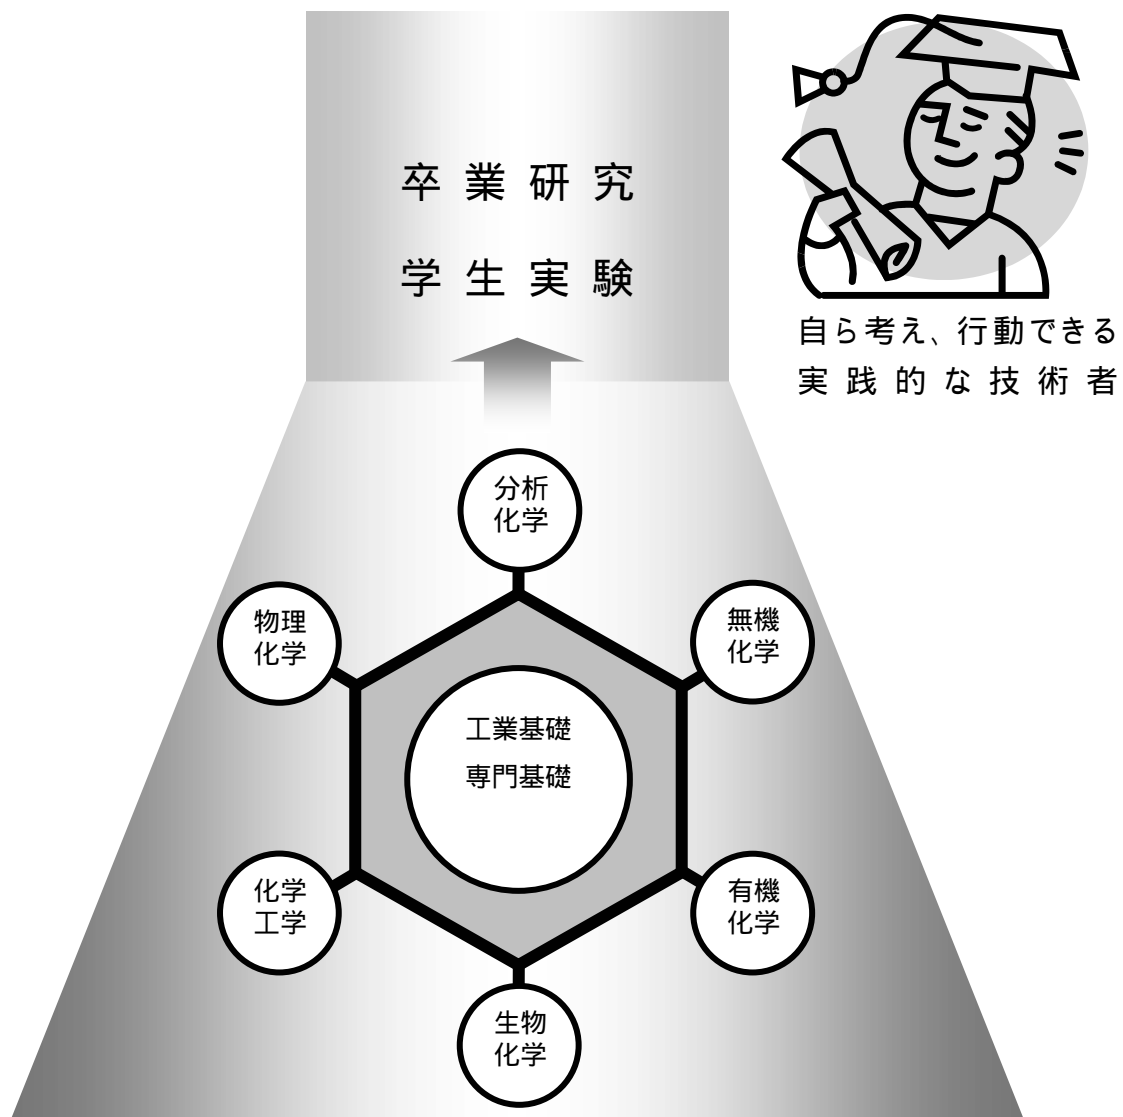 卒業研究
学生実験
自ら考え、行動できる
実践的な技術者
分析
化学
物理
化学
無機
化学
工業基礎
専門基礎
化学
工学
有機
化学
生物
化学